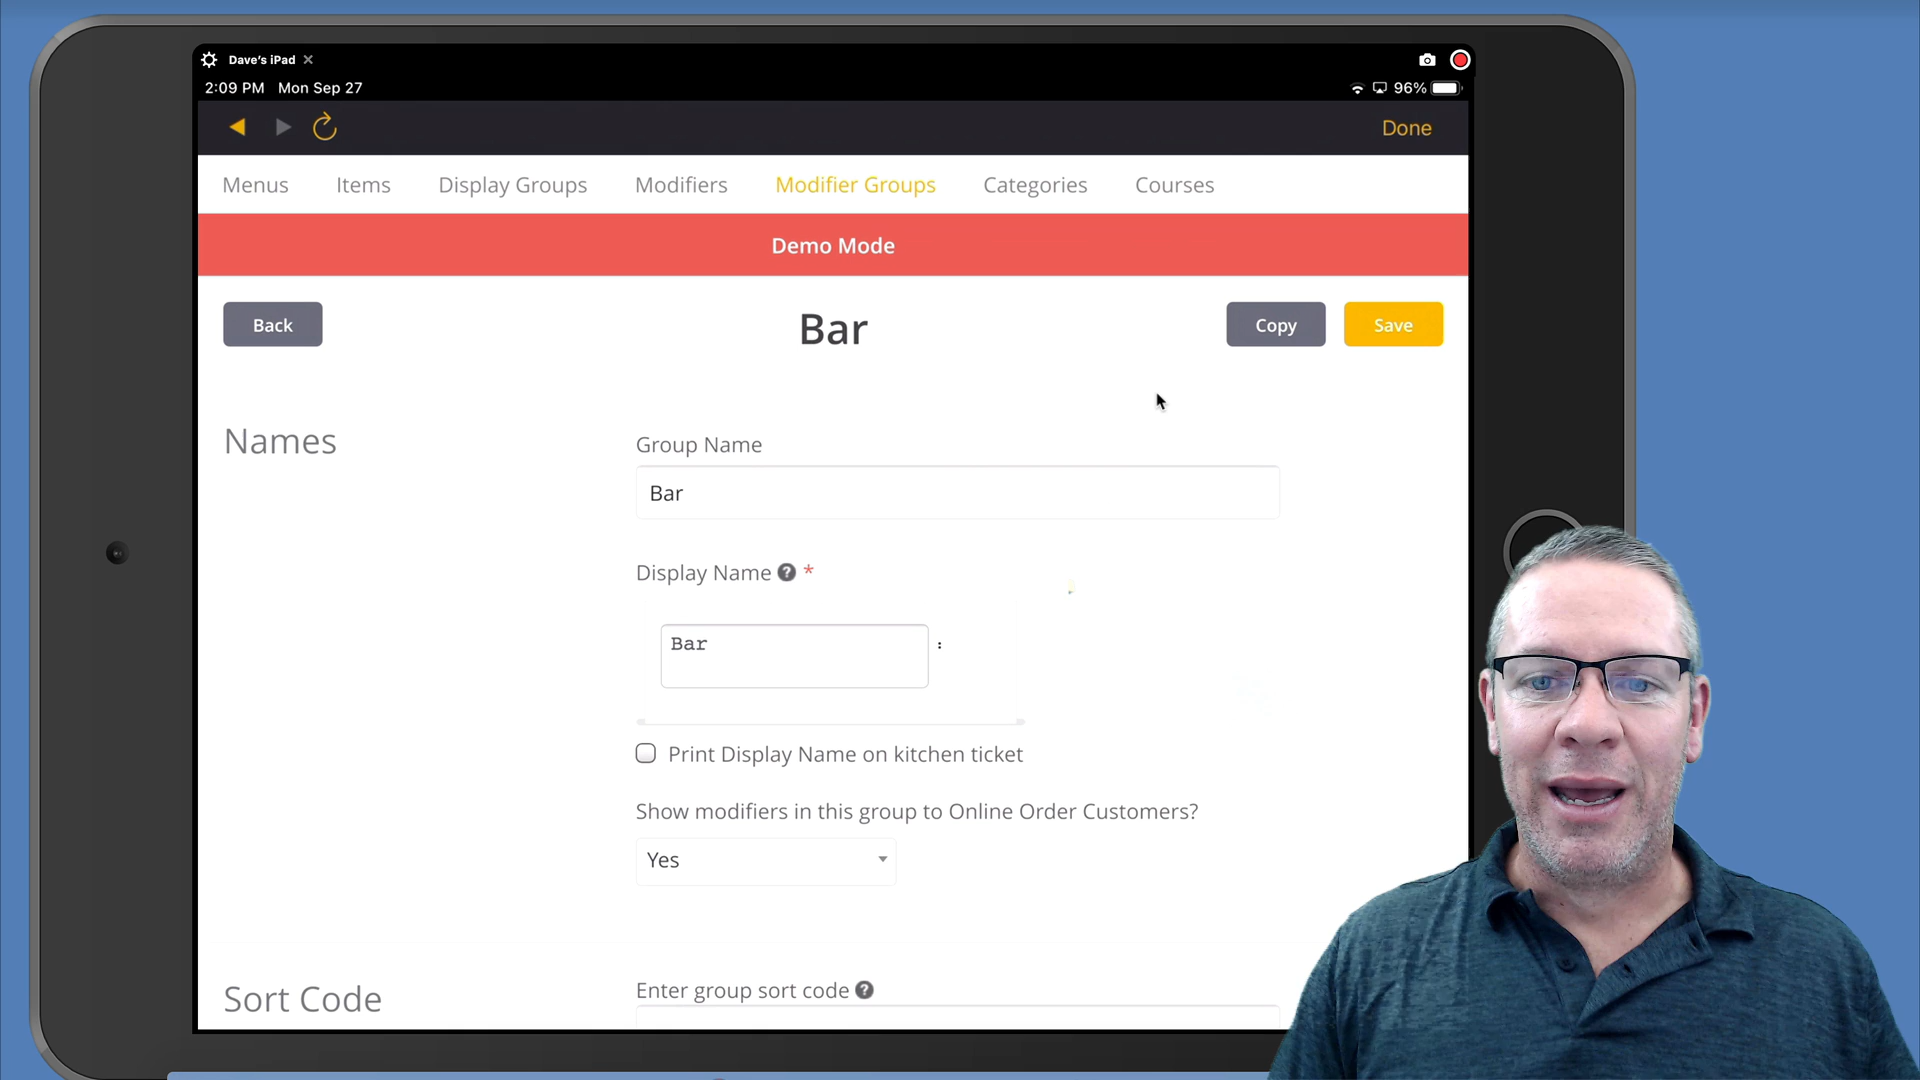 Dave's iPad ×
2:09 PM Mon Sep 27
96%
Done
Menus Items Display Groups Modifiers Modifier Groups Categories Courses
Demo Mode
Back
Bar
Copy
Save
Names
Group Name
Bar
Display Name ? *
Bar :
Print Display Name on kitchen ticket
Show modifiers in this group to Online Order Customers?
Yes
Sort Code
Enter group sort code ?